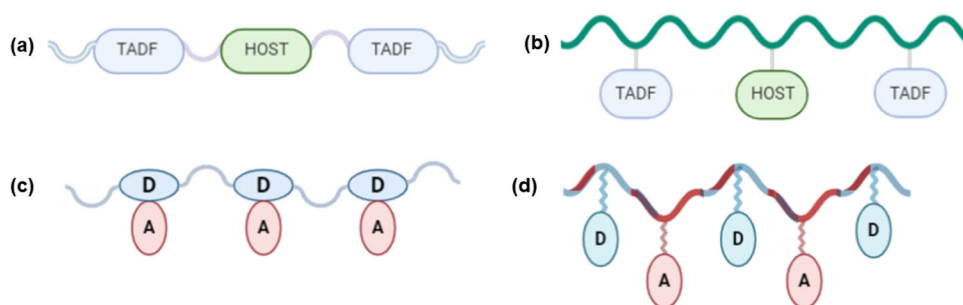 (a) TADF HOST TADF
(b) TADF HOST TADF
(c) D D D
A A A
(d) D D D
A A